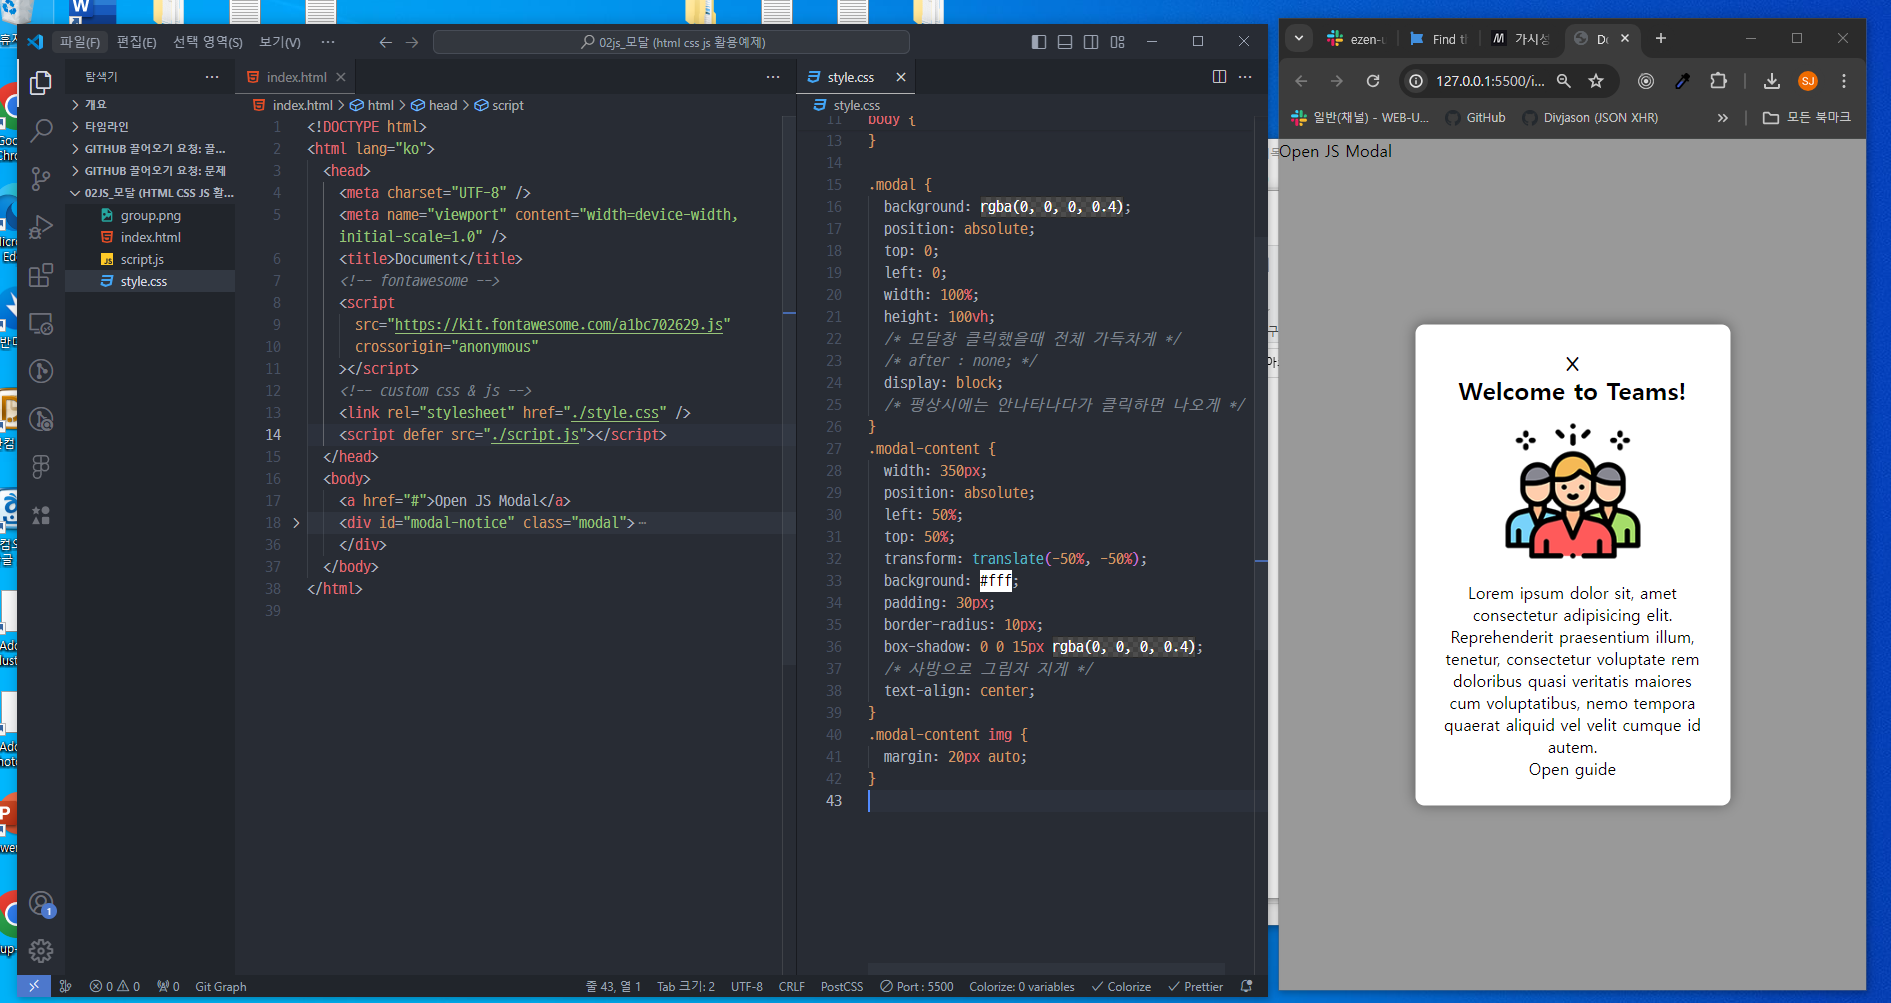 파일(F) 편집(E) 선택 영역(S) 보기(V) ···
02js_모달 (html css js 활용예제)
탐색기 ···
개요
타임라인
GITHUB 끌어오기 요청: 끌...
GITHUB 끌어오기 요청: 문제
02JS_모달 (HTML CSS JS 활...
group.png
index.html
script.js
style.css
index.html
index.html > html > head > script
1 <!DOCTYPE html>
2 <html lang="ko">
3 <head>
4 <meta charset="UTF-8" />
5 <meta name="viewport" content="width=device-width,
initial-scale=1.0" />
6 <title>Document</title>
7 <!-- fontawesome -->
8 <script
9 src="https://kit.fontawesome.com/a1bc702629.js"
10 crossorigin="anonymous"
11 ></script>
12 <!-- custom css & js -->
13 <link rel="stylesheet" href="./style.css" />
14 <script defer src="./script.js"></script>
15 </head>
16 <body>
17 <a href="#">Open JS Modal</a>
18 <div id="modal-notice" class="modal">···
36 </div>
37 </body>
38 </html>
39
style.css
style.css
11 body {
13 }
14
15 .modal {
16 background: rgba(0, 0, 0, 0.4);
17 position: absolute;
18 top: 0;
19 left: 0;
20 width: 100%;
21 height: 100vh;
22 /* 모달창 클릭했을때 전체 가득차게 */
23 /* after : none; */
24 display: block;
25 /* 평상시에는 안나타나다가 클릭하면 나오게 */
26 }
27 .modal-content {
28 width: 350px;
29 position: absolute;
30 left: 50%;
31 top: 50%;
32 transform: translate(-50%, -50%);
33 background: #fff;
34 padding: 30px;
35 border-radius: 10px;
36 box-shadow: 0 0 15px rgba(0, 0, 0, 0.4);
37 /* 사방으로 그림자 지게 */
38 text-align: center;
39 }
40 .modal-content img {
41 margin: 20px auto;
42 }
43
1
0 0 0 Git Graph
줄 43, 열 1 Tab 크기: 2 UTF-8 CRLF PostCSS Port : 5500 Colorize: 0 variables Colorize Prettier
ezen-u Find th 가시성 Do
127.0.0.1:5500/i...
SJ
일반(채널) - WEB-U... GitHub Divjason (JSON XHR) » 모든 북마크
Open JS Modal
X
Welcome to Teams!
Lorem ipsum dolor sit, amet
consectetur adipisicing elit.
Reprehenderit praesentium illum,
tenetur, consectetur voluptate rem
doloribus quasi veritatis maiores
cum voluptatibus, nemo tempora
quaerat aliquid vel velit cumque id
autem.
Open guide